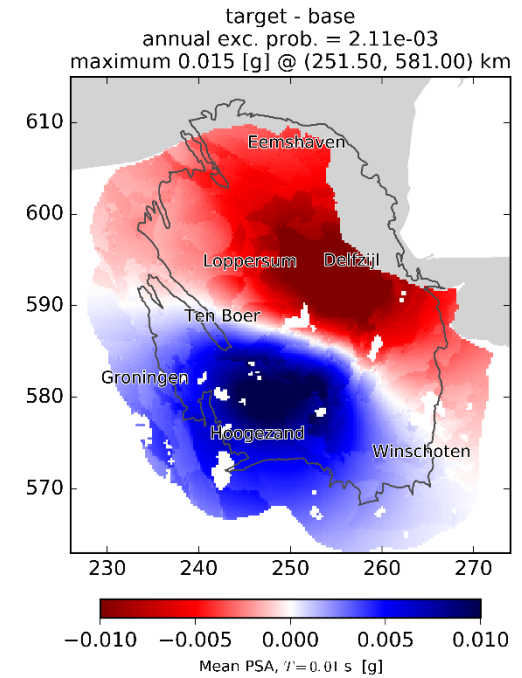 target - base
annual exc. prob. = 2.11e-03
maximum 0.015 [g] @ (251.50, 581.00) km
610
Eemshaven
600
Loppersum Delfzijl
590
Ten Boer
580
Groningen
Hoogezand
Winschoten
570
230 240 250 260 270
−0.010 −0.005 0.000 0.005 0.010
Mean PSA, T=0.01 s [g]